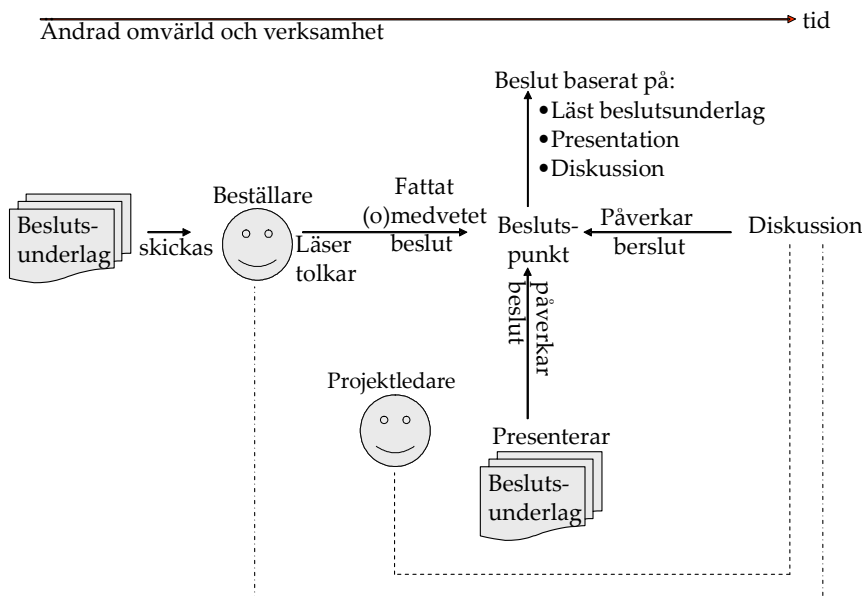 tid
Ändrad omvärld och verksamhet
Beslut baserat på:
•Läst beslutsunderlag
•Presentation
•Diskussion
Besluts-
underlag
skickas
Beställare
Läser
tolkar
Fattat
(o)medvetet
beslut
Besluts-
punkt
Påverkar
berslut
Diskussion
påverkar
beslut
Projektledare
Presenterar
Besluts-
underlag